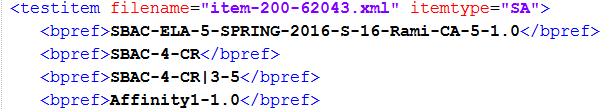 <testitem filename="item-200-62043.xml" itemtype="SA">
<bpref>SBAC-ELA-5-SPRING-2016-S-16-Rami-CA-5-1.0</bpref>
<bpref>SBAC-4-CR</bpref>
<bpref>SBAC-4-CR|3-5</bpref>
<bpref>Affinity1-1.0</bpref>